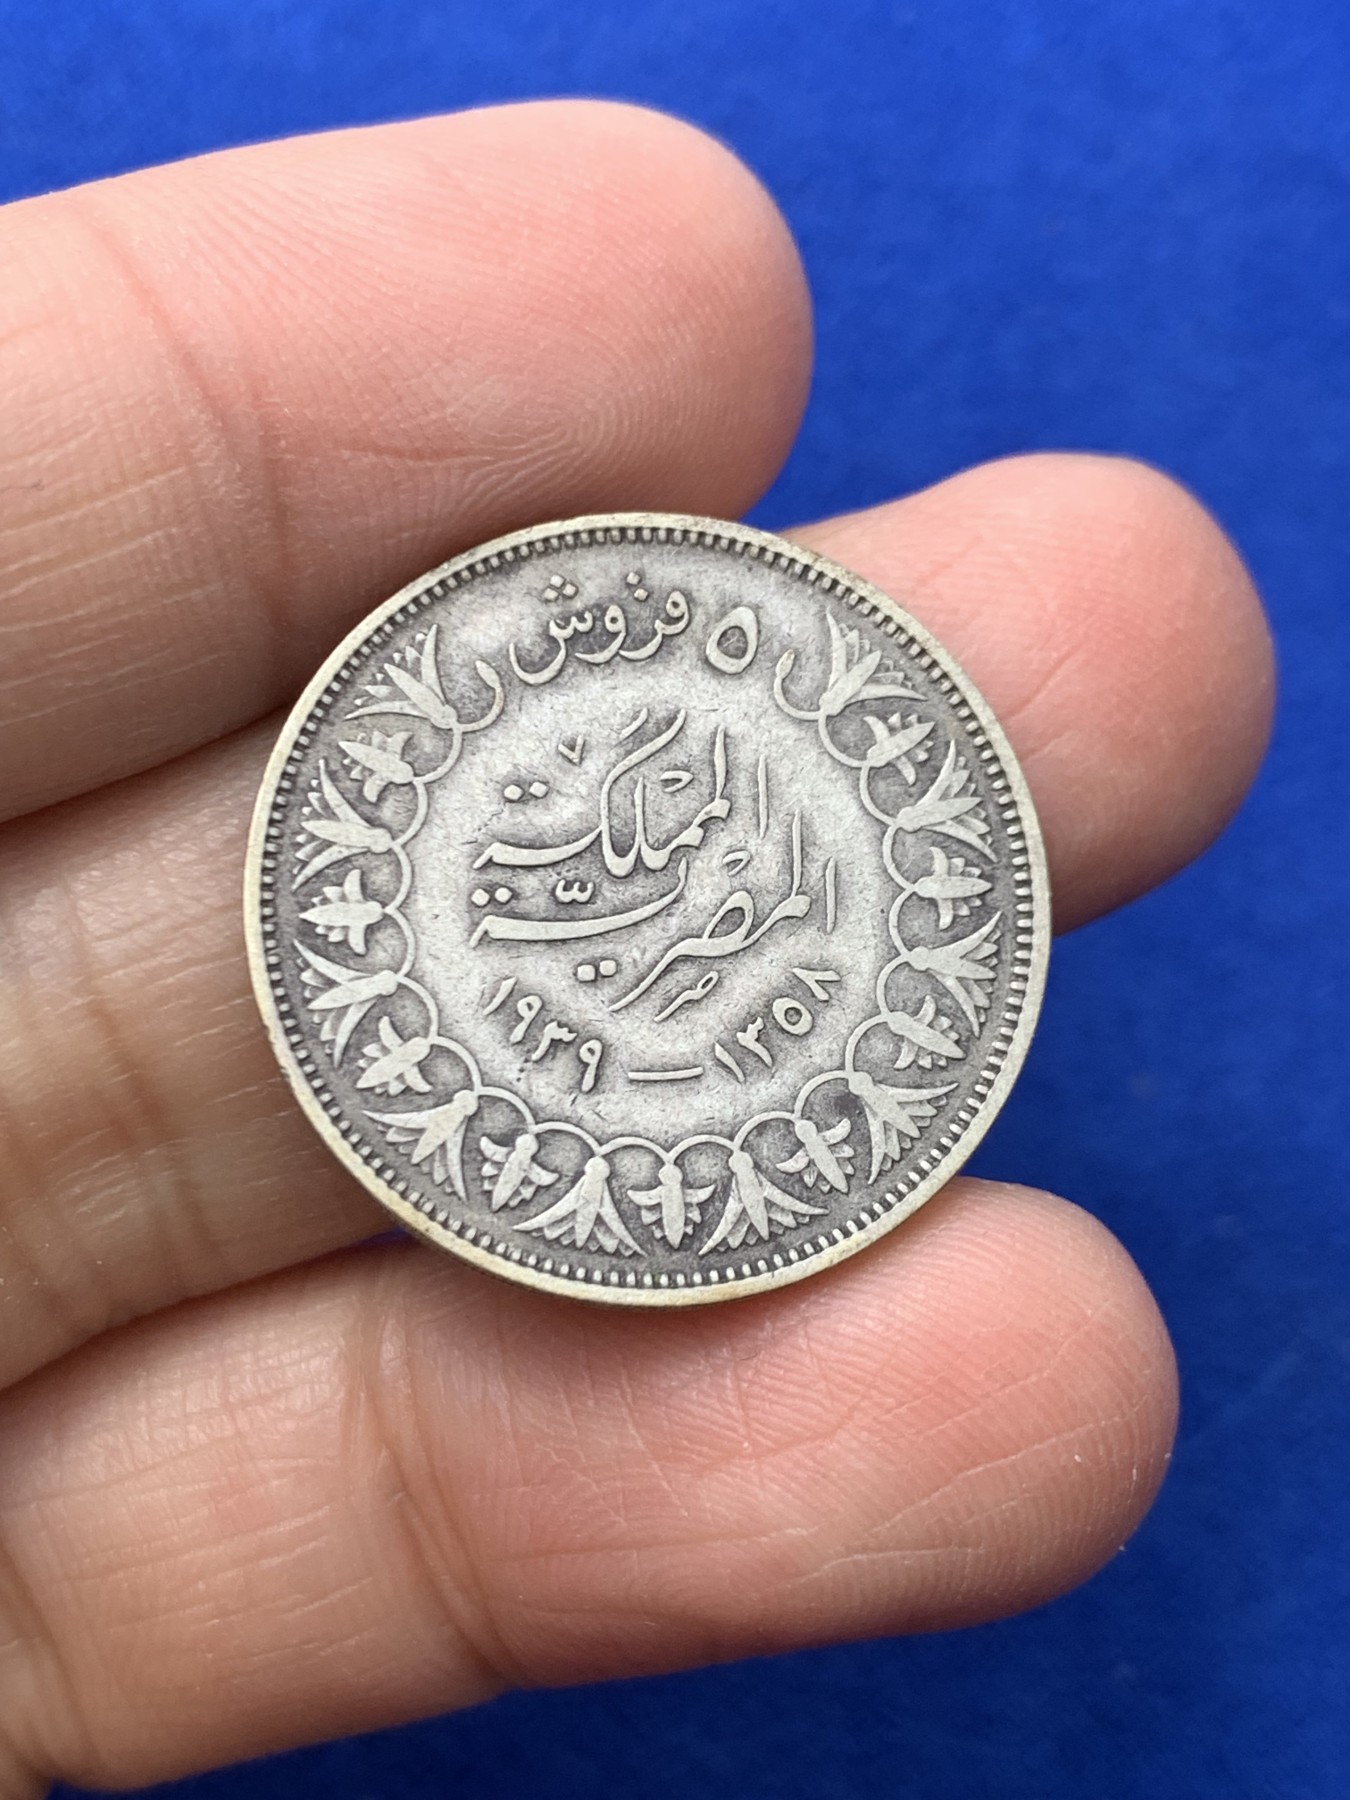 ٥ قروش
المملكة
المصرية
١٩٣٩ — ١٣٥٨